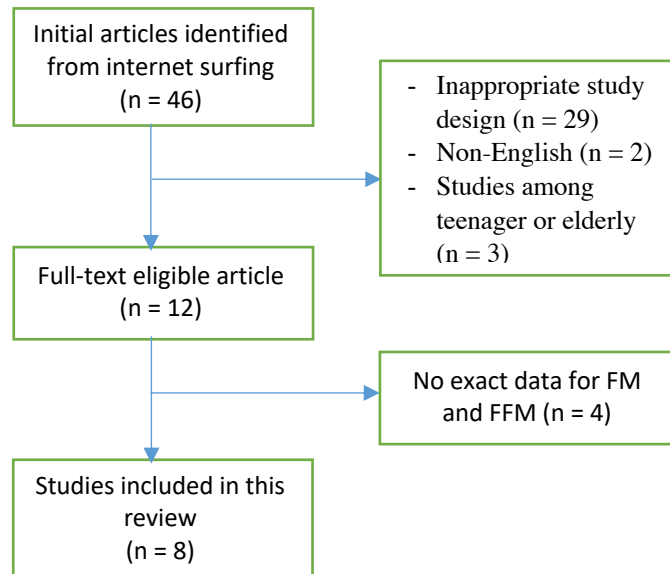 Initial articles identified
from internet surfing
(n = 46)
- Inappropriate study
design (n = 29)
- Non-English (n = 2)
- Studies among
teenager or elderly
(n = 3)
Full-text eligible article
(n = 12)
No exact data for FM
and FFM (n = 4)
Studies included in this
review
(n = 8)